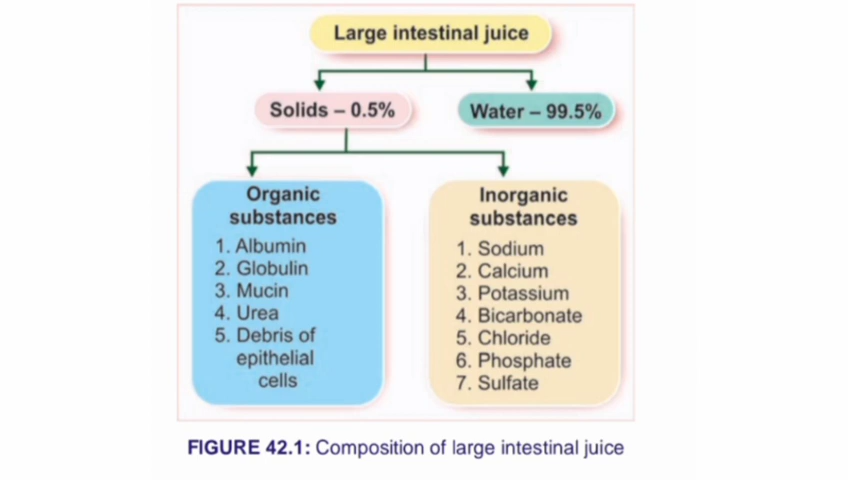 Large intestinal juice
Solids – 0.5%
Water – 99.5%
Organic
substances
1. Albumin
2. Globulin
3. Mucin
4. Urea
5. Debris of
epithelial
cells
Inorganic
substances
1. Sodium
2. Calcium
3. Potassium
4. Bicarbonate
5. Chloride
6. Phosphate
7. Sulfate
FIGURE 42.1: Composition of large intestinal juice